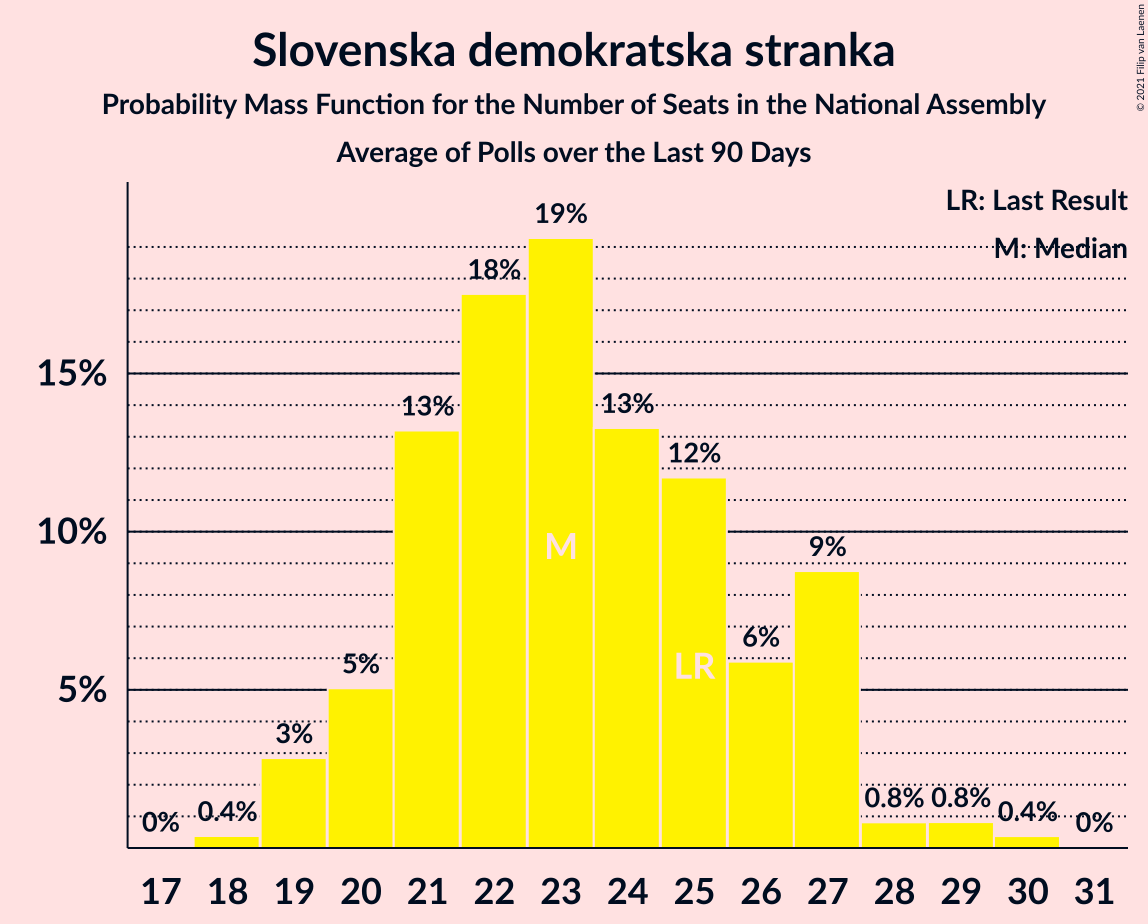 Slovenska demokratska stranka
Probability Mass Function for the Number of Seats in the National Assembly
Average of Polls over the Last 90 Days
© 2021 Filip van Laenen
LR: Last Result
M: Median
15%
10%
5%
0%
0.4%
3%
5%
13%
18%
19%
13%
12%
6%
9%
0.8%
0.8%
0.4%
0%
M
LR
17 18 19 20 21 22 23 24 25 26 27 28 29 30 31